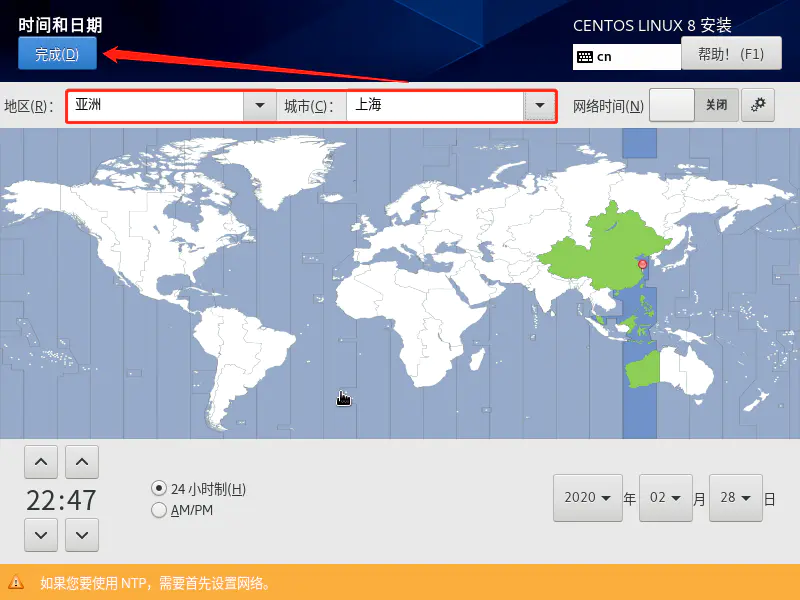 时间和日期
CENTOS LINUX 8 安装
完成(D)
cn
帮助！(F1)
地区(R)：
亚洲
城市(C)：
上海
网络时间(N)
关闭
22:47
24 小时制(H)
AM/PM
2020 年 02 月 28 日
如果您要使用 NTP，需要首先设置网络。